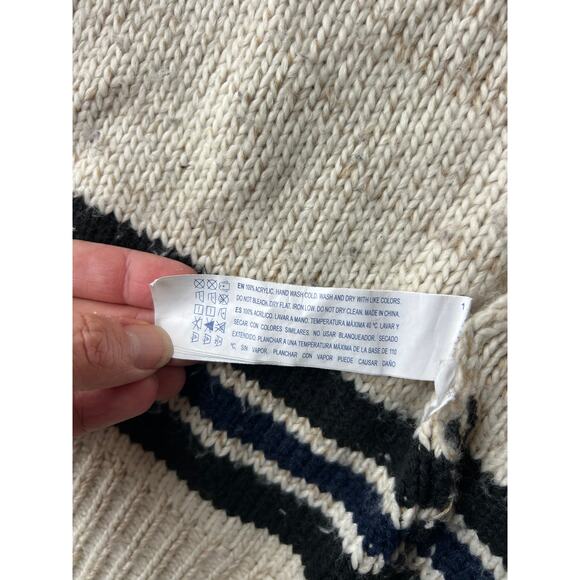 EN 100% ACRYLIC. HAND WASH COLD. WASH AND DRY WITH LIKE COLORS.
DO NOT BLEACH. DRY FLAT. IRON LOW. DO NOT DRY CLEAN. MADE IN CHINA.
ES 100% ACRÍLICO. LAVAR A MANO. TEMPERATURA MÁXIMA 40 °C. LAVAR Y
SECAR CON COLORES SIMILARES. NO USAR BLANQUEADOR. SECADO
EXTENDIDO. PLANCHAR A UNA TEMPERATURA MÁXIMA DE LA BASE DE 110
°C, SIN VAPOR. PLANCHAR CON VAPOR PUEDE CAUSAR DAÑO
1